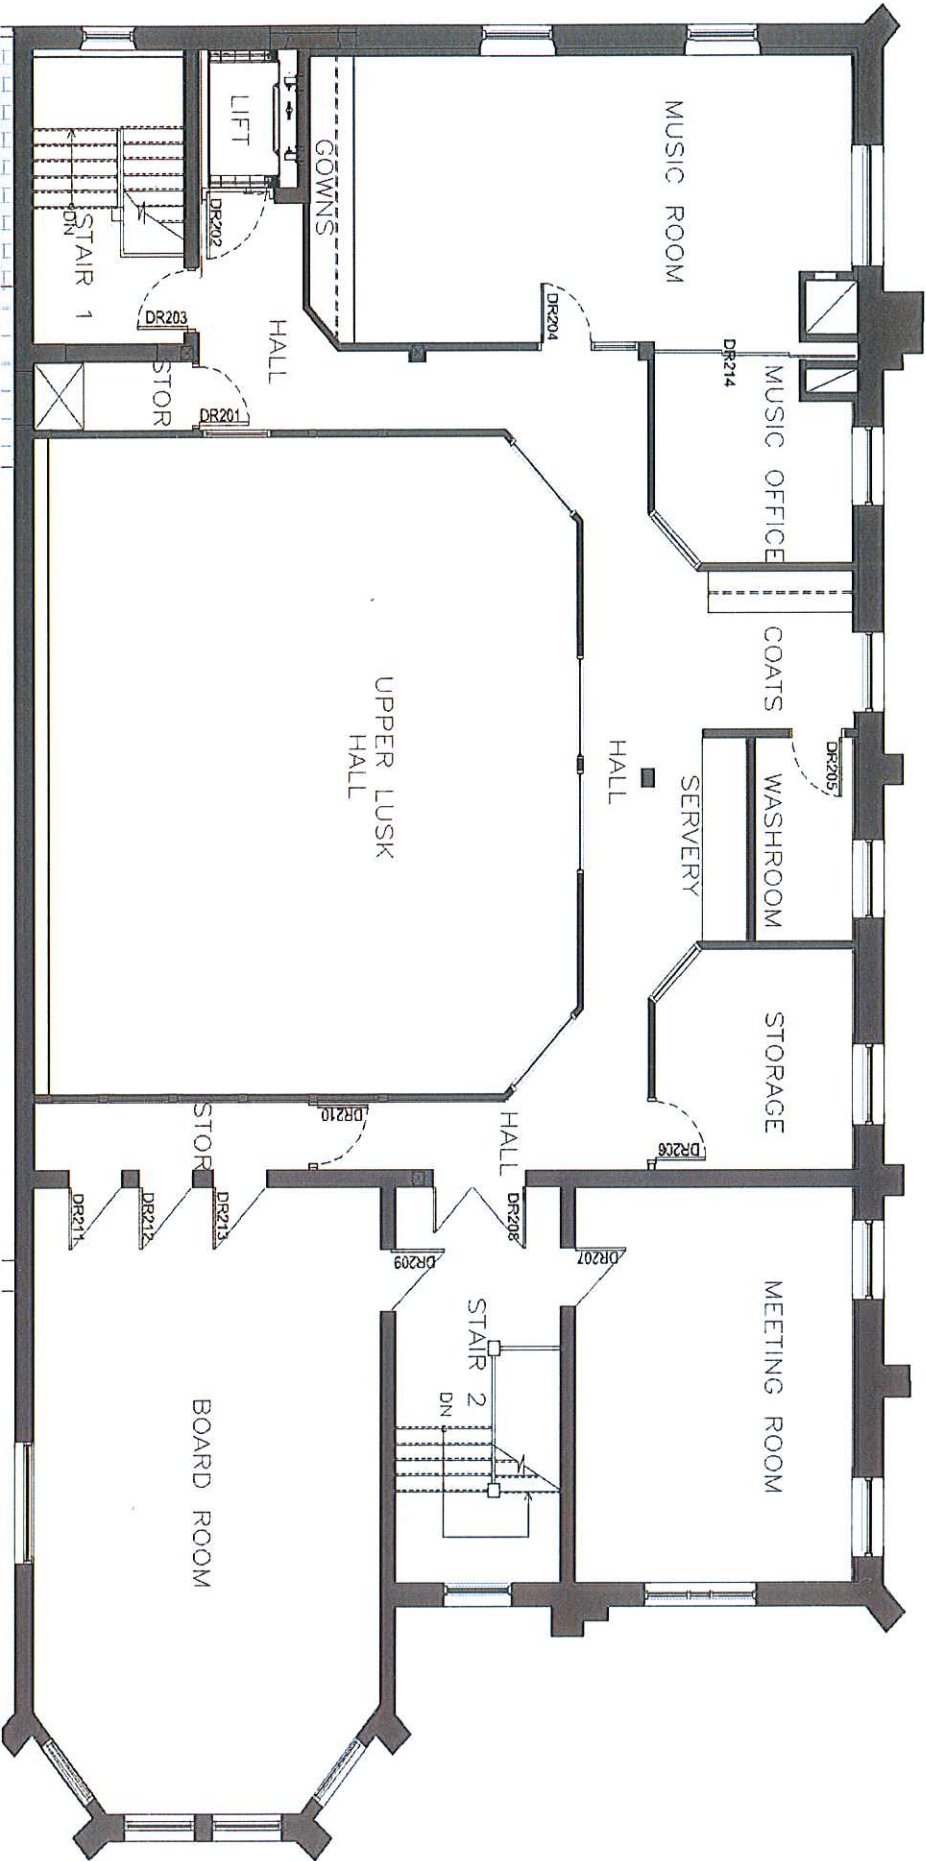 MUSIC ROOM
GOWNS
LIFT
DR202
STAIR 1
DN
DR203
HALL
STOR
DR201
DR204
DR214
MUSIC OFFICE
COATS
DR205
WASHROOM
SERVERY
HALL
UPPER LUSK
HALL
STORAGE
DR206
HALL
DR210
STOR
DR211
DR212
DR213
DR208
DR209
DR207
STAIR 2
DN
MEETING ROOM
BOARD ROOM